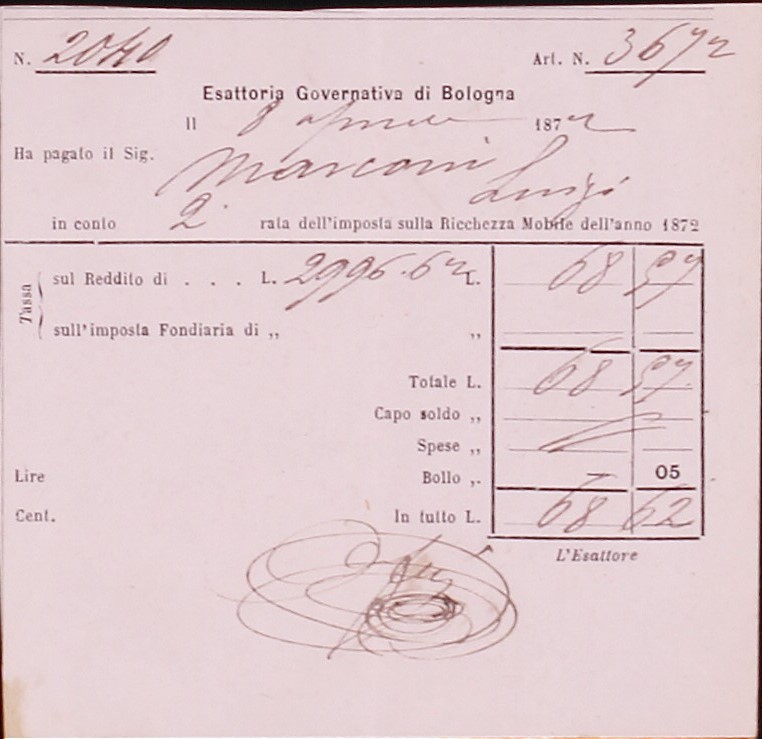 N. 2040 Art. N. 3672
Esattoria Governativa di Bologna
Il 8 aprile 1872
Ha pagato il Sig. Marconi Luigi
in conto 2ª rata dell'imposta sulla Ricchezza Mobile dell'anno 1872
Tassa
sul Reddito di . . . L. 2996.62 L. 68 57
sull'imposta Fondiaria di „ „
Totale L. 68 57
Capo soldo „
Spese „
Lire Bollo „. — 05
Cent. In tutto L. 68 62
L'Esattore